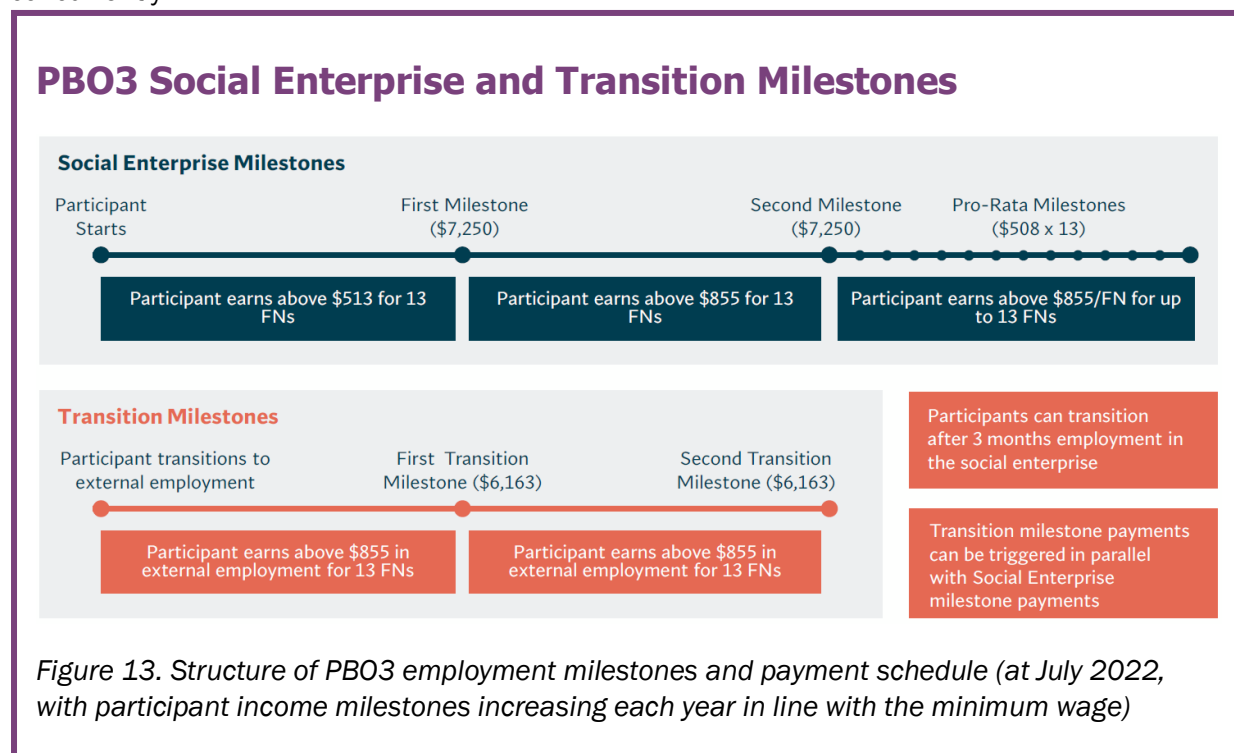 PBO3 Social Enterprise and Transition Milestones
Social Enterprise Milestones
Participant
Starts
First Milestone
($7,250)
Second Milestone
($7,250)
Pro-Rata Milestones
($508 x 13)
Participant earns above $513 for 13
FNs
Participant earns above $855 for 13
FNs
Participant earns above $855/FN for up
to 13 FNs
Transition Milestones
Participant transitions to
external employment
First Transition
Milestone ($6,163)
Second Transition
Milestone ($6,163)
Participant earns above $855 in
external employment for 13 FNs
Participant earns above $855 in
external employment for 13 FNs
Participants can transition
after 3 months employment in
the social enterprise
Transition milestone payments
can be triggered in parallel
with Social Enterprise
milestone payments
Figure 13. Structure of PBO3 employment milestones and payment schedule (at July 2022,
with participant income milestones increasing each year in line with the minimum wage)